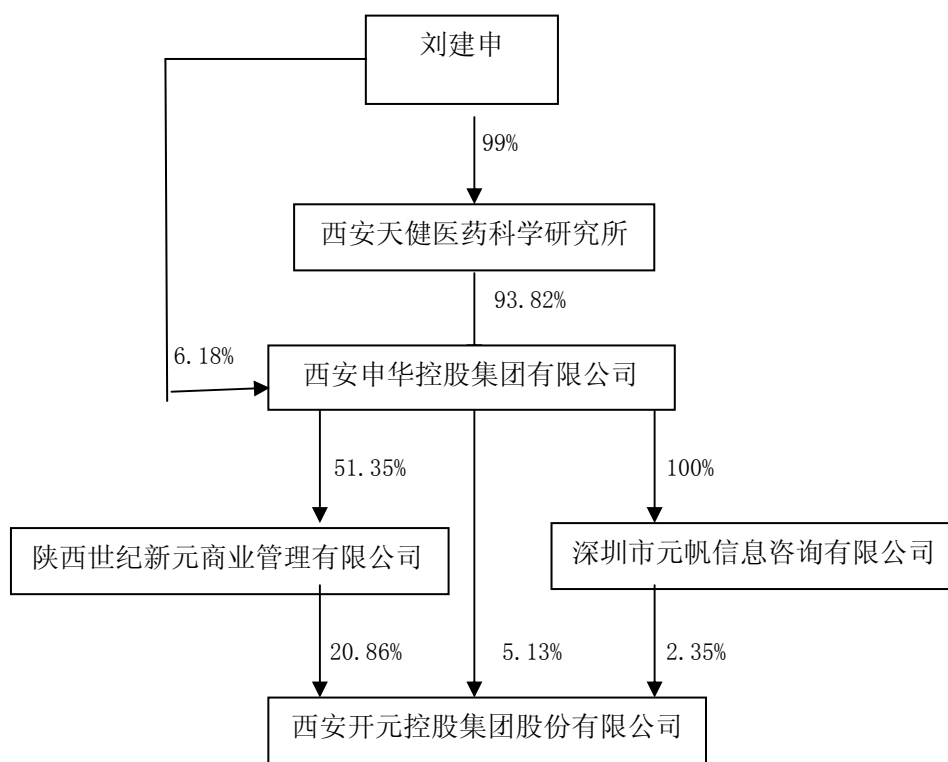 刘建申
99%
西安天健医药科学研究所
93.82%
6.18%
西安申华控股集团有限公司
51.35%
100%
陕西世纪新元商业管理有限公司
深圳市元帆信息咨询有限公司
20.86%
5.13%
2.35%
西安开元控股集团股份有限公司